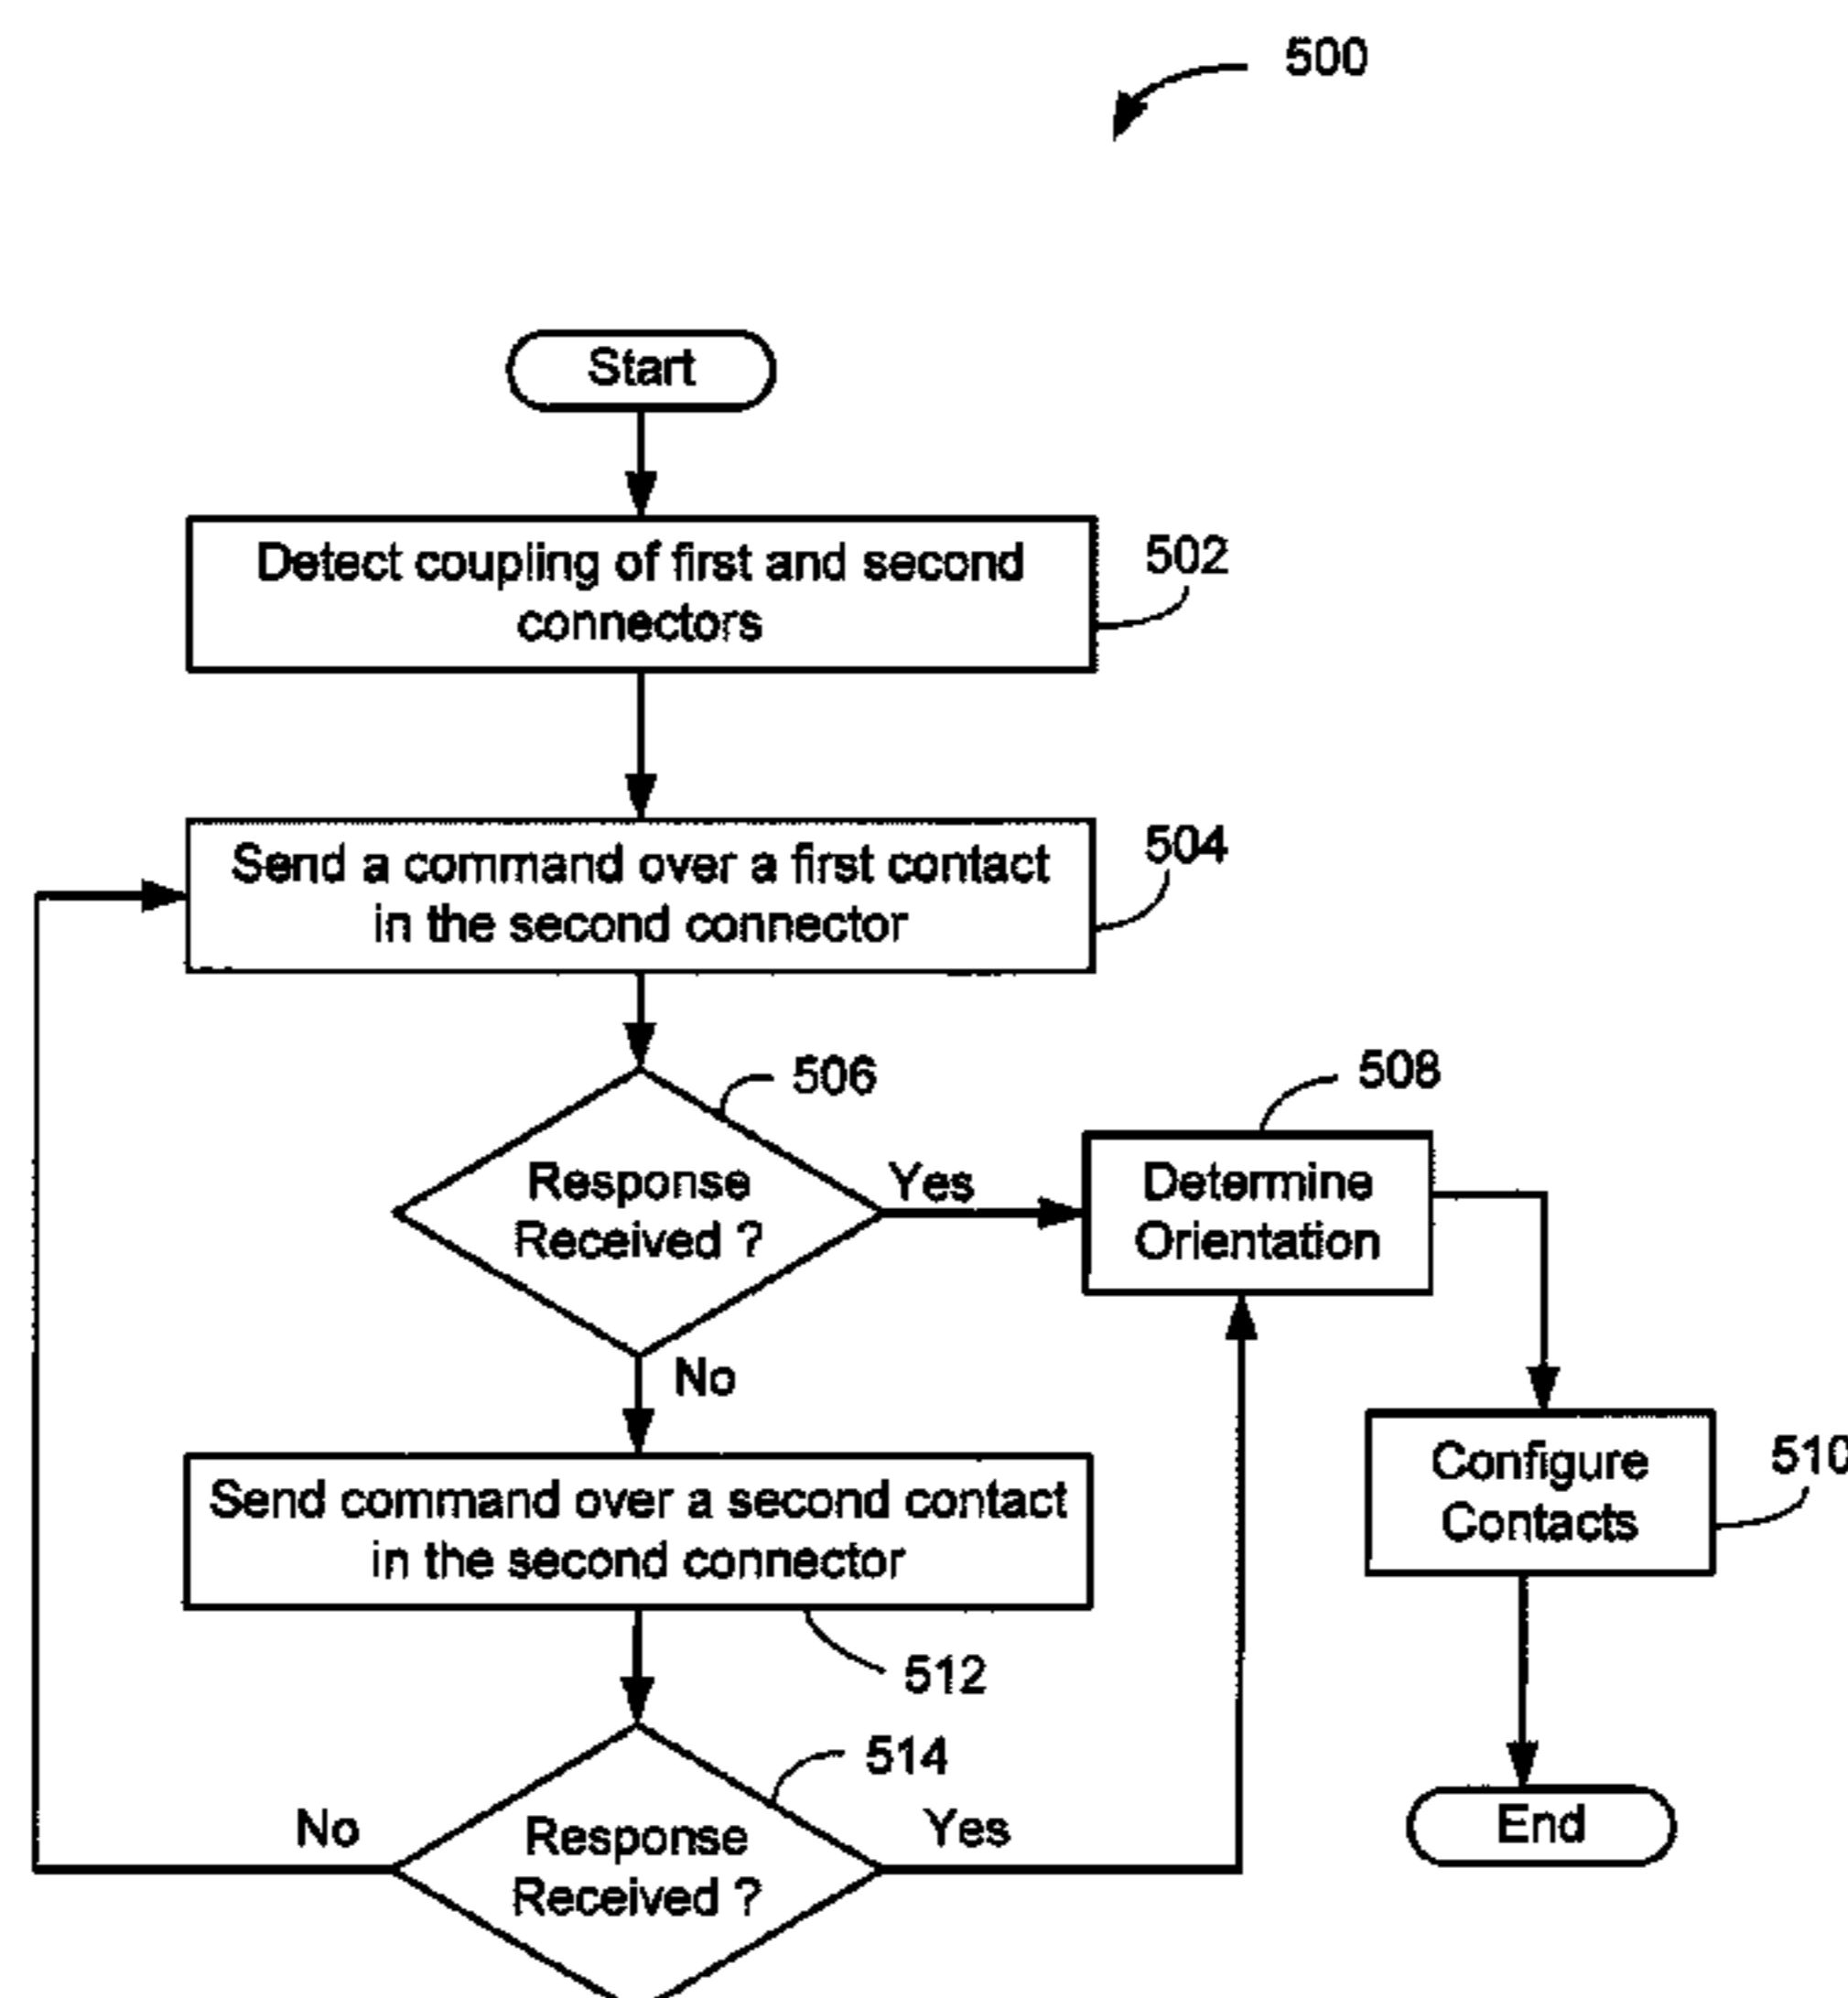 500
Start
Detect coupling of first and second
connectors
502
Send a command over a first contact
in the second connector
504
506
Response
Received ?
Yes
No
508
Determine
Orientation
Configure
Contacts
510
Send command over a second contact
in the second connector
512
514
Response
Received ?
No
Yes
End